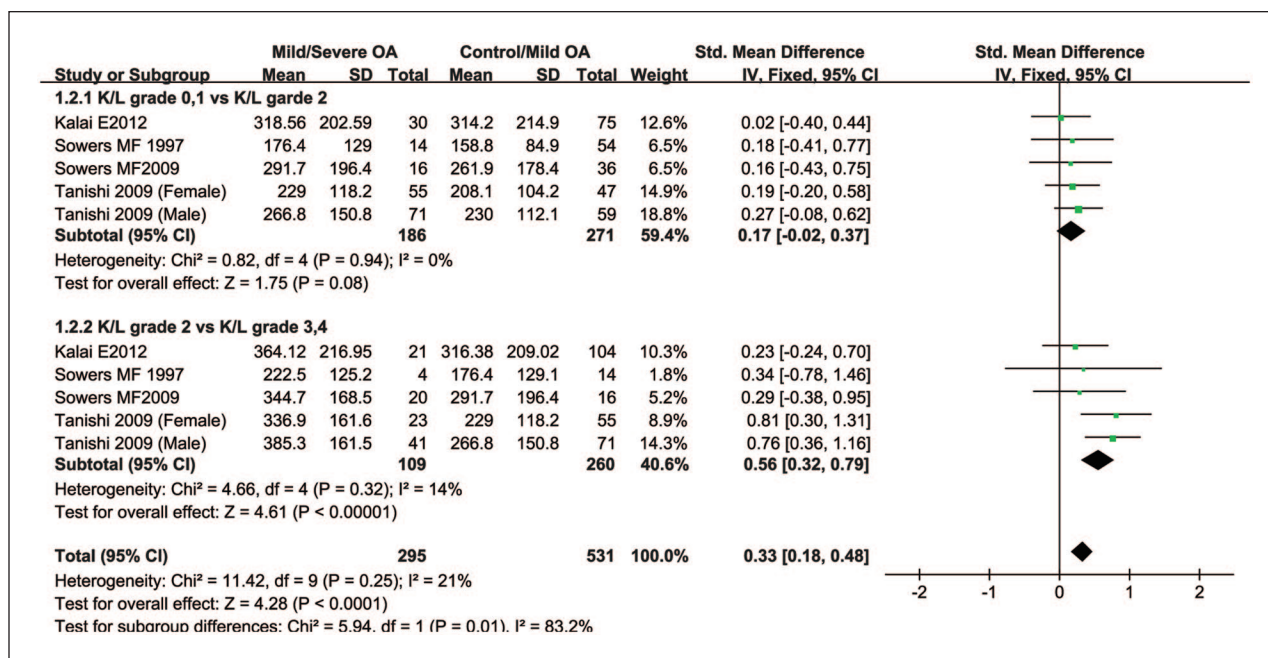 Mild/Severe OA Control/Mild OA Std. Mean Difference Std. Mean Difference
Study or Subgroup Mean SD Total Mean SD Total Weight IV, Fixed, 95% CI IV, Fixed, 95% CI
1.2.1 K/L grade 0,1 vs K/L garde 2
Kalai E2012 318.56 202.59 30 314.2 214.9 75 12.6% 0.02 [-0.40, 0.44]
Sowers MF 1997 176.4 129 14 158.8 84.9 54 6.5% 0.18 [-0.41, 0.77]
Sowers MF2009 291.7 196.4 16 261.9 178.4 36 6.5% 0.16 [-0.43, 0.75]
Tanishi 2009 (Female) 229 118.2 55 208.1 104.2 47 14.9% 0.19 [-0.20, 0.58]
Tanishi 2009 (Male) 266.8 150.8 71 230 112.1 59 18.8% 0.27 [-0.08, 0.62]
Subtotal (95% CI) 186 271 59.4% 0.17 [-0.02, 0.37]
Heterogeneity: Chi² = 0.82, df = 4 (P = 0.94); I² = 0%
Test for overall effect: Z = 1.75 (P = 0.08)
1.2.2 K/L grade 2 vs K/L grade 3,4
Kalai E2012 364.12 216.95 21 316.38 209.02 104 10.3% 0.23 [-0.24, 0.70]
Sowers MF 1997 222.5 125.2 4 176.4 129.1 14 1.8% 0.34 [-0.78, 1.46]
Sowers MF2009 344.7 168.5 20 291.7 196.4 16 5.2% 0.29 [-0.38, 0.95]
Tanishi 2009 (Female) 336.9 161.6 23 229 118.2 55 8.9% 0.81 [0.30, 1.31]
Tanishi 2009 (Male) 385.3 161.5 41 266.8 150.8 71 14.3% 0.76 [0.36, 1.16]
Subtotal (95% CI) 109 260 40.6% 0.56 [0.32, 0.79]
Heterogeneity: Chi² = 4.66, df = 4 (P = 0.32); I² = 14%
Test for overall effect: Z = 4.61 (P < 0.00001)
Total (95% CI) 295 531 100.0% 0.33 [0.18, 0.48]
Heterogeneity: Chi² = 11.42, df = 9 (P = 0.25); I² = 21%
Test for overall effect: Z = 4.28 (P < 0.0001)
Test for subgroup differences: Chi² = 5.94, df = 1 (P = 0.01), I² = 83.2%
-2 -1 0 1 2